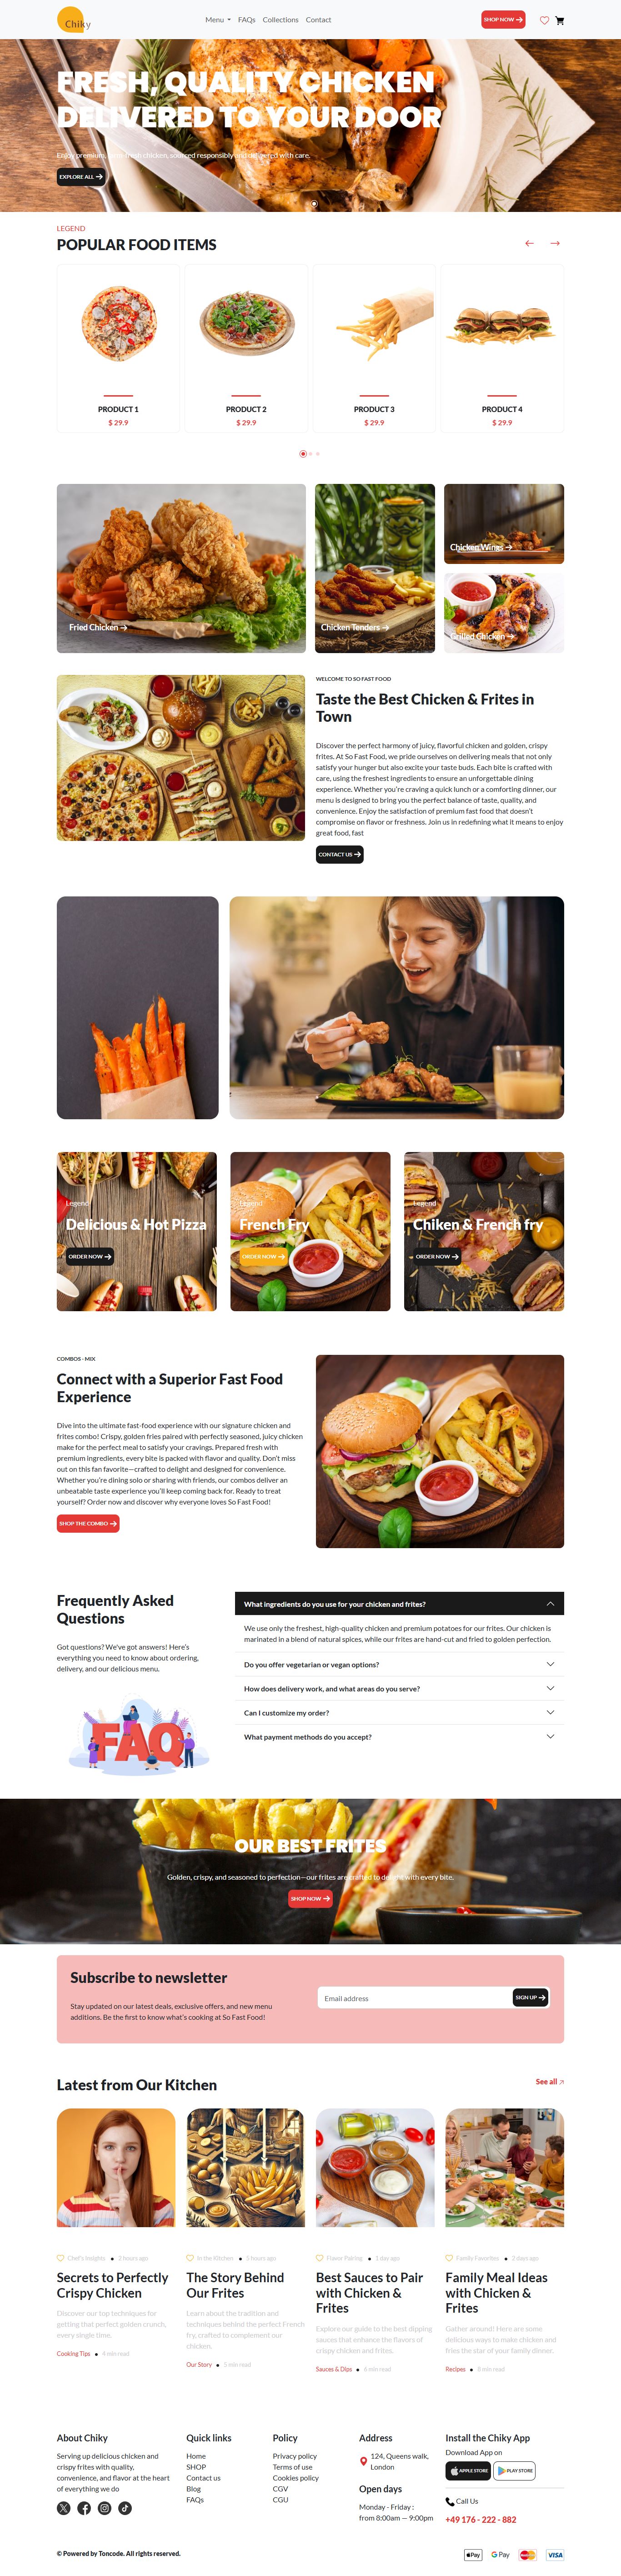 Chiky
Menu FAQs Collections Contact
SHOP NOW
FRESH, QUALITY CHICKEN
DELIVERED TO YOUR DOOR
Enjoy premium, farm-fresh chicken, sourced responsibly and delivered with care.
EXPLORE ALL
LEGEND
POPULAR FOOD ITEMS
PRODUCT 1
$ 29.9
PRODUCT 2
$ 29.9
PRODUCT 3
$ 29.9
PRODUCT 4
$ 29.9
Fried Chicken
Chicken Tenders
Chicken Wings
Grilled Chicken
WELCOME TO SO FAST FOOD
Taste the Best Chicken & Frites in
Town
Discover the perfect harmony of juicy, flavorful chicken and golden, crispy
frites. At So Fast Food, we pride ourselves on delivering meals that not only
satisfy your hunger but also excite your taste buds. Each bite is crafted with
care, using the freshest ingredients to ensure an unforgettable dining
experience. Whether you're craving a quick lunch or a comforting dinner, our
menu is designed to bring you the perfect balance of taste, quality, and
convenience. Enjoy the satisfaction of premium fast food that doesn't
compromise on flavor or freshness. Join us in redefining what it means to enjoy
great food, fast
CONTACT US
Legend
Delicious & Hot Pizza
ORDER NOW
Legend
French Fry
ORDER NOW
Legend
Chiken & French fry
ORDER NOW
COMBOS - MIX
Connect with a Superior Fast Food
Experience
Dive into the ultimate fast-food experience with our signature chicken and
frites combo! Crispy, golden fries paired with perfectly seasoned, juicy chicken
make for the perfect meal to satisfy your cravings. Prepared fresh with
premium ingredients, every bite is packed with flavor and quality. Don't miss
out on this fan favorite—crafted to delight and designed for convenience.
Whether you're dining solo or sharing with friends, our combos deliver an
unbeatable taste experience you'll keep coming back for. Ready to treat
yourself? Order now and discover why everyone loves So Fast Food!
SHOP THE COMBO
Frequently Asked
Questions
Got questions? We've got answers! Here's
everything you need to know about ordering,
delivery, and our delicious menu.
FAQ
What ingredients do you use for your chicken and frites?
We use only the freshest, high-quality chicken and premium potatoes for our frites. Our chicken is
marinated in a blend of natural spices, while our frites are hand-cut and fried to golden perfection.
Do you offer vegetarian or vegan options?
How does delivery work, and what areas do you serve?
Can I customize my order?
What payment methods do you accept?
OUR BEST FRITES
Golden, crispy, and seasoned to perfection—our frites are crafted to delight with every bite.
SHOP NOW
Subscribe to newsletter
Stay updated on our latest deals, exclusive offers, and new menu
additions. Be the first to know what's cooking at So Fast Food!
Email address
SIGN UP
Latest from Our Kitchen
See all
Chef's Insights • 2 hours ago
Secrets to Perfectly
Crispy Chicken
Discover our top techniques for
getting that perfect golden crunch,
every single time.
Cooking Tips • 4 min read
In the Kitchen • 5 hours ago
The Story Behind
Our Frites
Learn about the tradition and
techniques behind the perfect French
fry, crafted to complement our
chicken.
Our Story • 5 min read
Flavor Pairing • 1 day ago
Best Sauces to Pair
with Chicken &
Frites
Explore our guide to the best dipping
sauces that enhance the flavors of
crispy chicken and frites.
Sauces & Dips • 6 min read
Family Favorites • 2 days ago
Family Meal Ideas
with Chicken &
Frites
Gather around! Here are some
delicious ways to make chicken and
fries the star of your family dinner.
Recipes • 8 min read
About Chiky
Serving up delicious chicken and
crispy frites with quality,
convenience, and flavor at the heart
of everything we do
Quick links
Home
SHOP
Contact us
Blog
FAQs
Policy
Privacy policy
Terms of use
Cookies policy
CGV
CGU
Address
124, Queens walk,
London
Open days
Monday - Friday :
from 8:00am — 9:00pm
Install the Chiky App
Download App on
APPLE STORE
PLAY STORE
Call Us
+49 176 - 222 - 882
© Powered by Toncode. All rights reserved.
Pay
G Pay
VISA